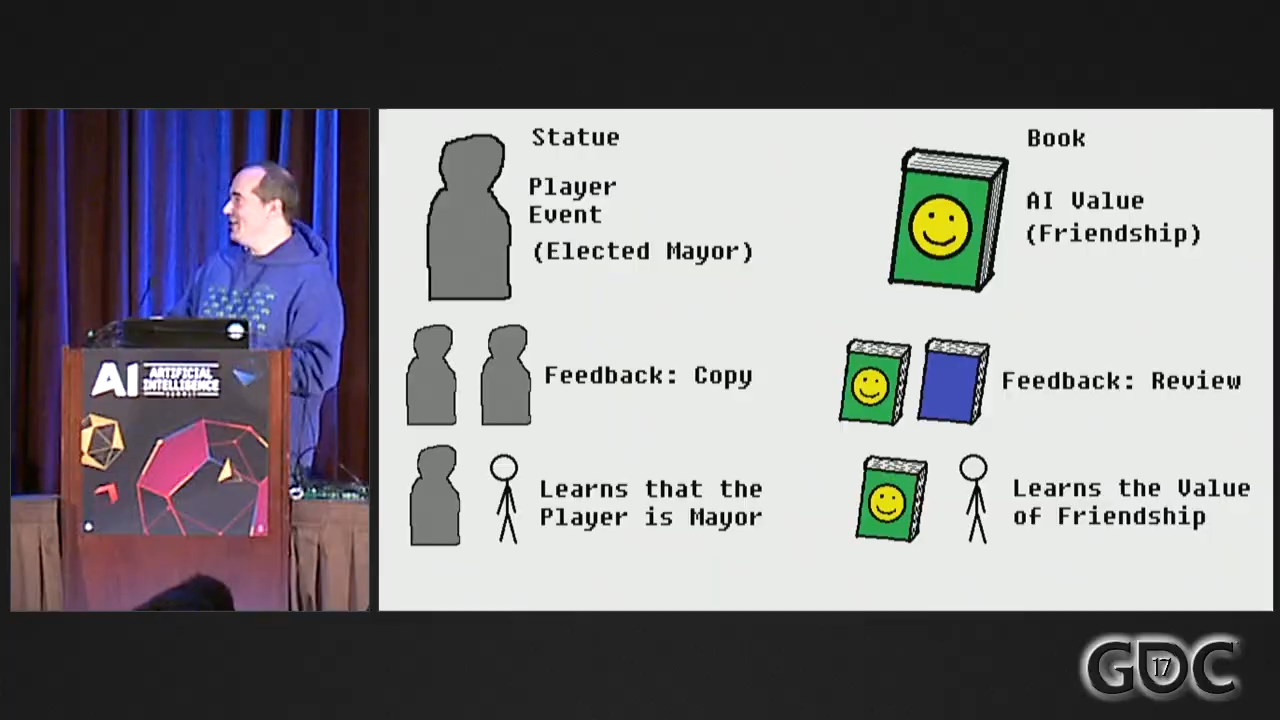 Statue
Player
Event
(Elected Mayor)
Feedback: Copy
Learns that the
Player is Mayor
Book
AI Value
(Friendship)
Feedback: Review
Learns the Value
of Friendship
AI
ARTIFICIAL
INTELLIGENCE
GDC
17